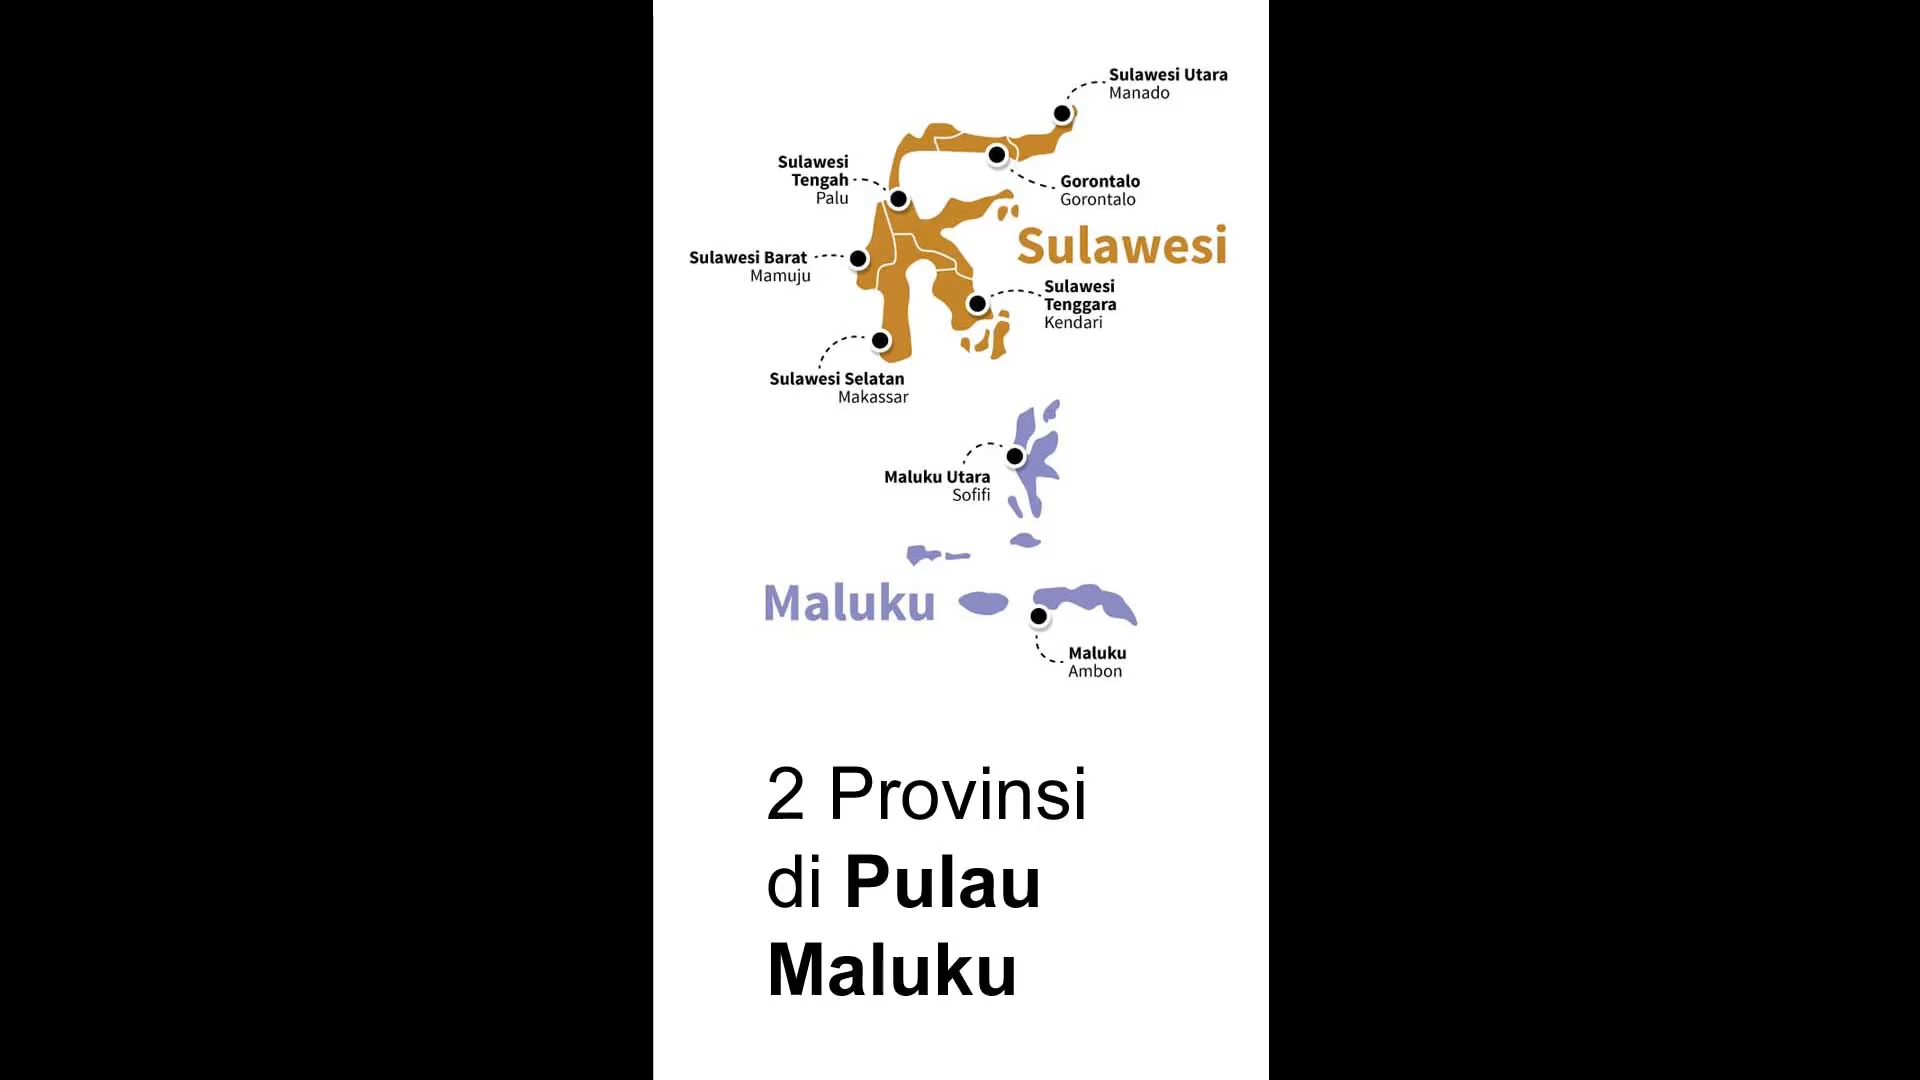 Sulawesi Utara
Manado
Sulawesi
Tengah
Palu
Gorontalo
Gorontalo
Sulawesi
Sulawesi Barat
Mamuju
Sulawesi
Tenggara
Kendari
Sulawesi Selatan
Makassar
Maluku Utara
Sofifi
Maluku
Maluku
Ambon
2 Provinsi
di Pulau
Maluku